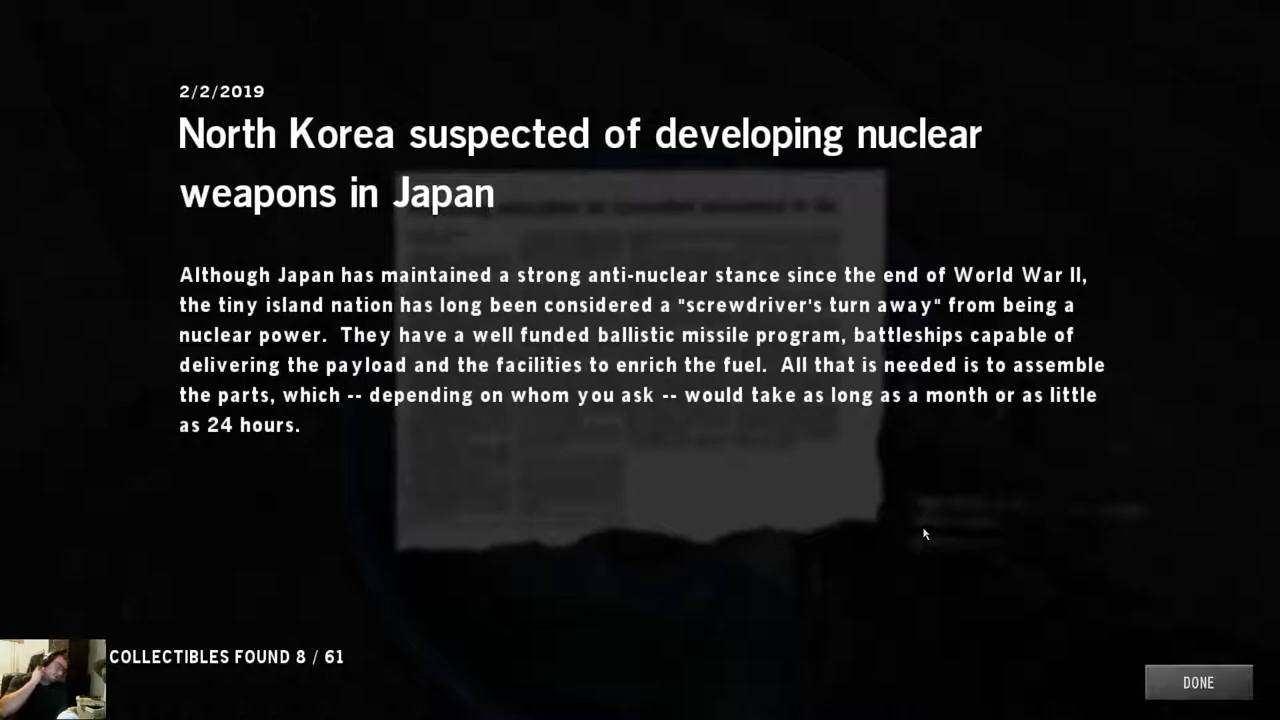 2/2/2019
North Korea suspected of developing nuclear
weapons in Japan
Although Japan has maintained a strong anti-nuclear stance since the end of World War II,
the tiny island nation has long been considered a "screwdriver's turn away" from being a
nuclear power.  They have a well funded ballistic missile program, battleships capable of
delivering the payload and the facilities to enrich the fuel.  All that is needed is to assemble
the parts, which -- depending on whom you ask -- would take as long as a month or as little
as 24 hours.
COLLECTIBLES FOUND 8 / 61
DONE